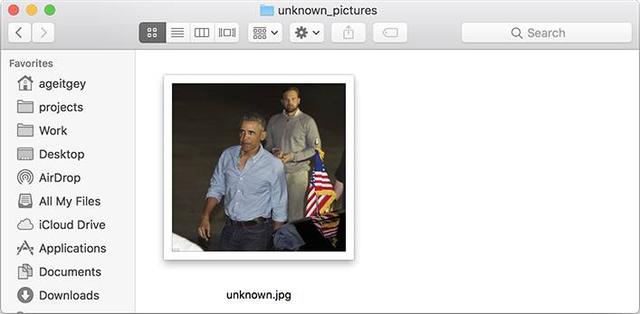 unknown_pictures
Search
Favorites
ageitgey
projects
Work
Desktop
AirDrop
All My Files
iCloud Drive
Applications
Documents
Downloads
unknown.jpg